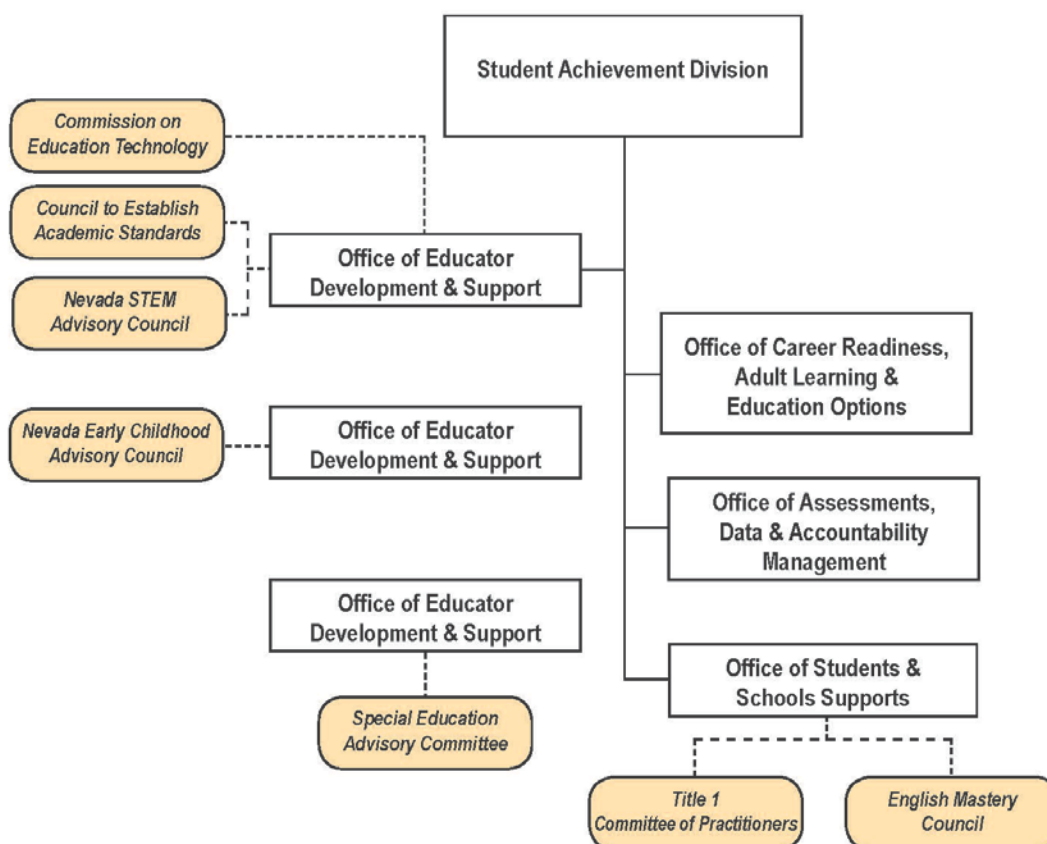 Student Achievement Division
Commission on
Education Technology
Council to Establish
Academic Standards
Nevada STEM
Advisory Council
Office of Educator
Development & Support
Office of Career Readiness,
Adult Learning &
Education Options
Nevada Early Childhood
Advisory Council
Office of Educator
Development & Support
Office of Assessments,
Data & Accountability
Management
Office of Educator
Development & Support
Special Education
Advisory Committee
Office of Students &
Schools Supports
Title 1
Committee of Practitioners
English Mastery
Council